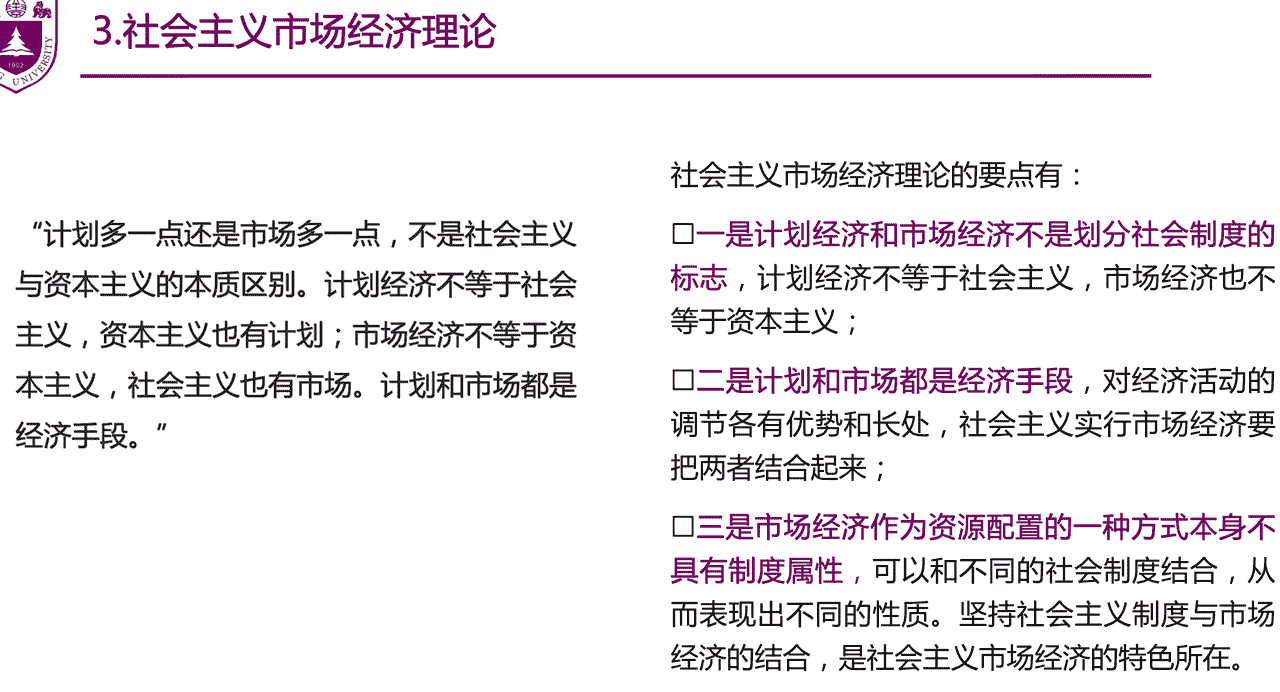 3.社会主义市场经济理论
1902
UNIVERSITY
“计划多一点还是市场多一点，不是社会主义
与资本主义的本质区别。计划经济不等于社会
主义，资本主义也有计划；市场经济不等于资
本主义，社会主义也有市场。计划和市场都是
经济手段。”
社会主义市场经济理论的要点有：
□一是计划经济和市场经济不是划分社会制度的
标志，计划经济不等于社会主义，市场经济也不
等于资本主义；
□二是计划和市场都是经济手段，对经济活动的
调节各有优势和长处，社会主义实行市场经济要
把两者结合起来；
□三是市场经济作为资源配置的一种方式本身不
具有制度属性，可以和不同的社会制度结合，从
而表现出不同的性质。坚持社会主义制度与市场
经济的结合，是社会主义市场经济的特色所在。